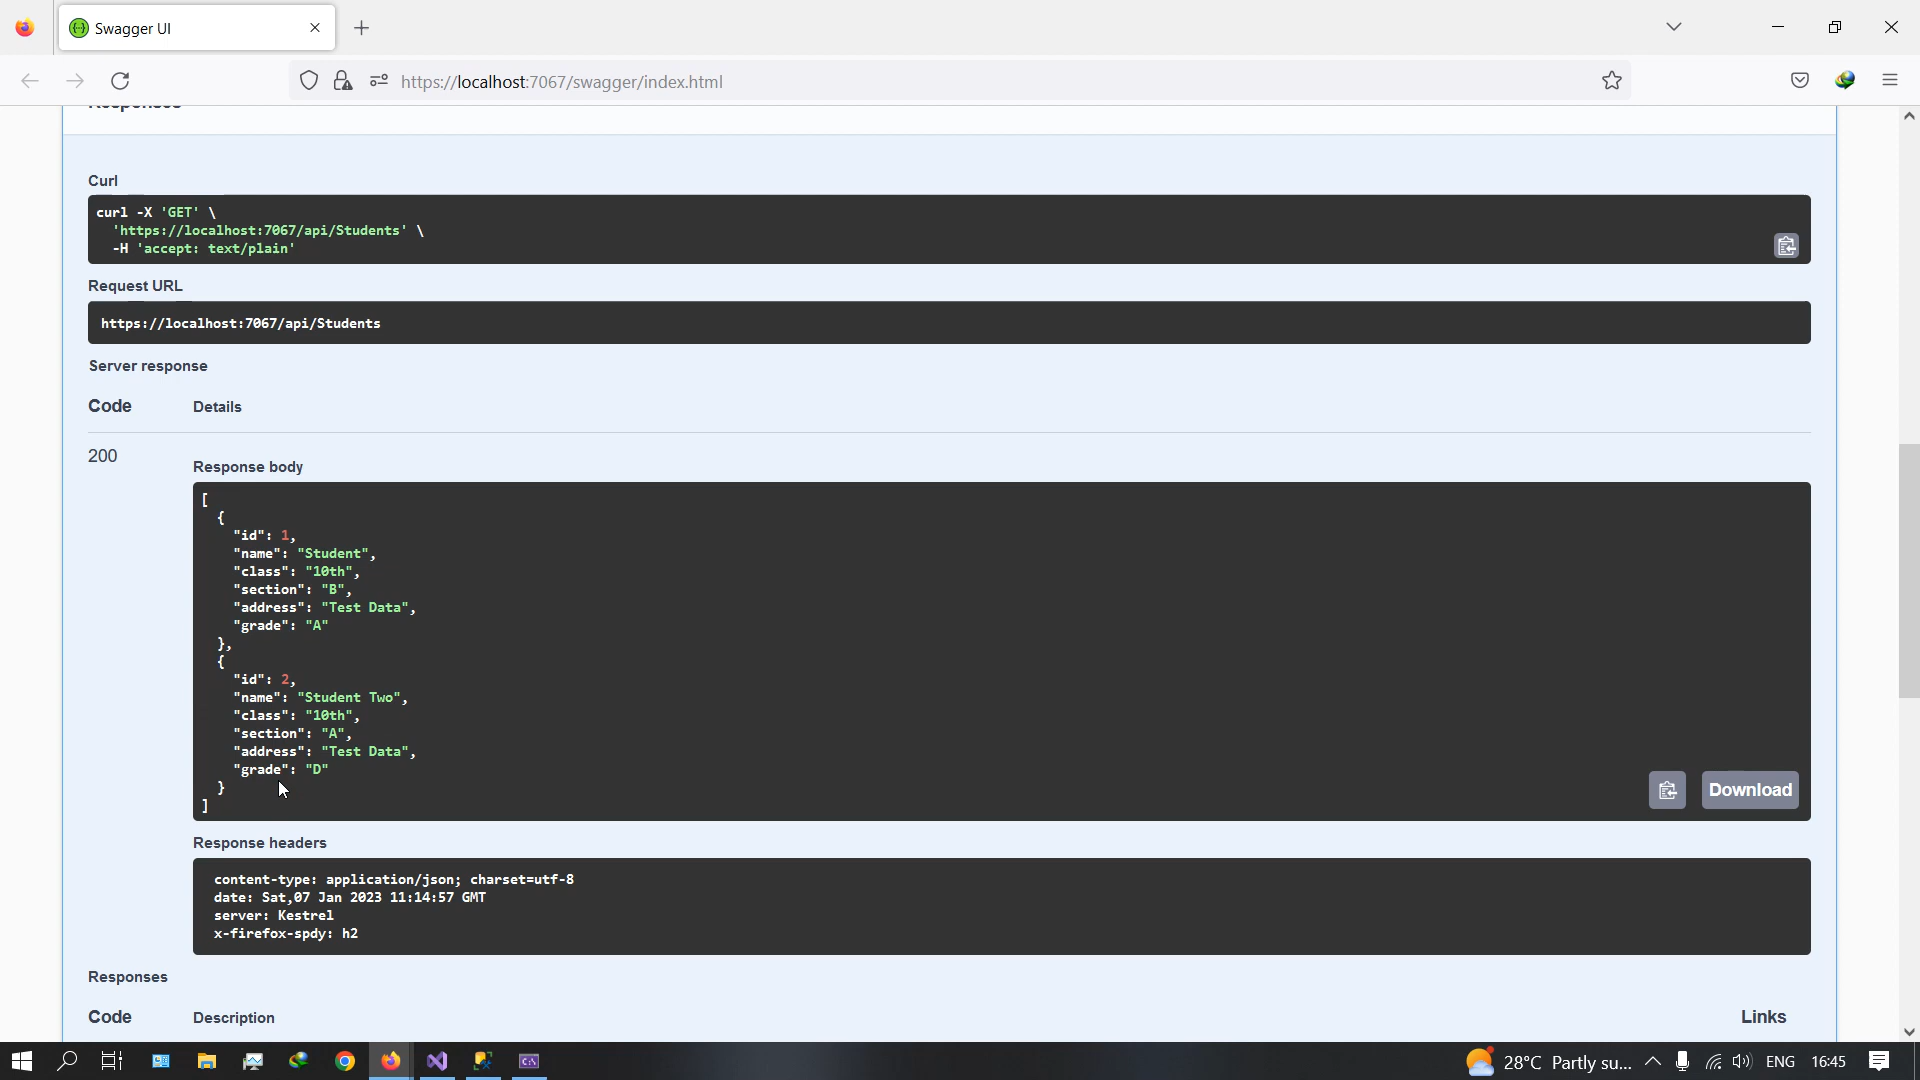 Swagger UI
https://localhost:7067/swagger/index.html
Responses
Curl
curl -X 'GET' \
'https://localhost:7067/api/Students' \
-H 'accept: text/plain'
Request URL
https://localhost:7067/api/Students
Server response
Code Details
200
Response body
[
{
"id": 1,
"name": "Student",
"class": "10th",
"section": "B",
"address": "Test Data",
"grade": "A"
},
{
"id": 2,
"name": "Student Two",
"class": "10th",
"section": "A",
"address": "Test Data",
"grade": "D"
}
]
Download
Response headers
content-type: application/json; charset=utf-8
date: Sat,07 Jan 2023 11:14:57 GMT
server: Kestrel
x-firefox-spdy: h2
Responses
Code Description Links
28°C Partly su... ENG 16:45